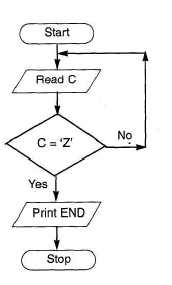 Start
Read C
C = 'Z'
No
Yes
Print END
Stop